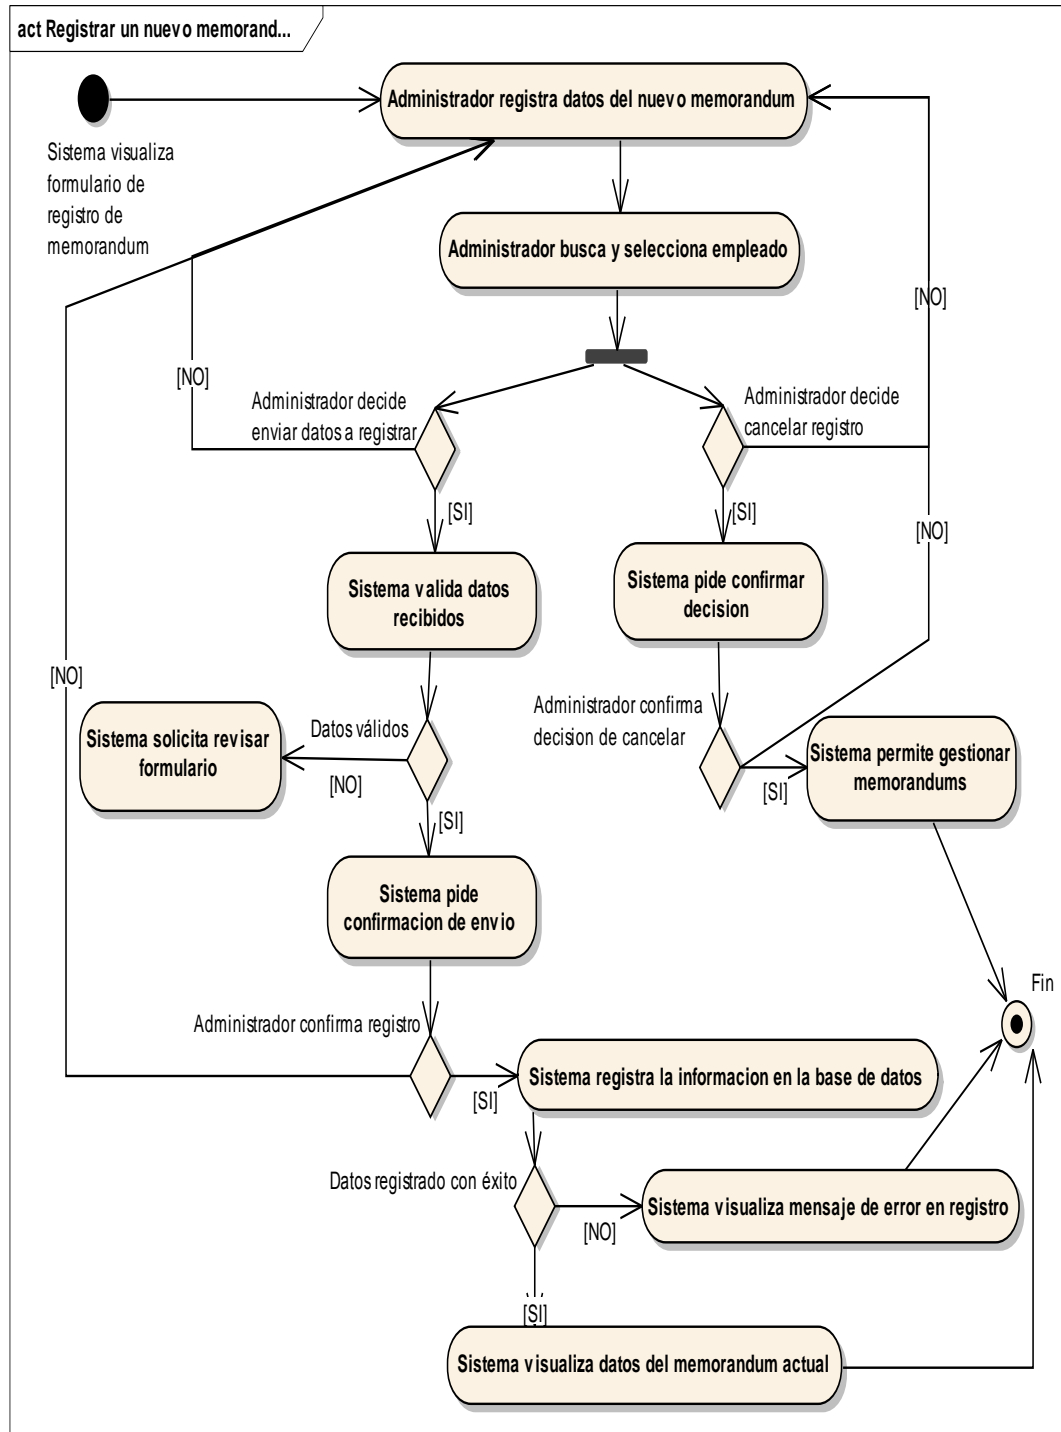 act Registrar un nuevo memorand...
Administrador registra datos del nuevo memorandum
Sistema visualiza
formulario de
registro de
memorandum
Administrador busca y selecciona empleado
[NO]
[NO]
Administrador decide
enviar datos a registrar
Administrador decide
cancelar registro
[SI]
[SI]
[NO]
Sistema valida datos
recibidos
Sistema pide confirmar
decision
[NO]
Administrador confirma
decision de cancelar
Datos válidos
Sistema solicita revisar
formulario
[NO]
Sistema permite gestionar
memorandums
[SI]
[SI]
Sistema pide
confirmacion de envio
Fin
Administrador confirma registro
Sistema registra la informacion en la base de datos
[SI]
Datos registrado con éxito
Sistema visualiza mensaje de error en registro
[NO]
[SI]
Sistema visualiza datos del memorandum actual